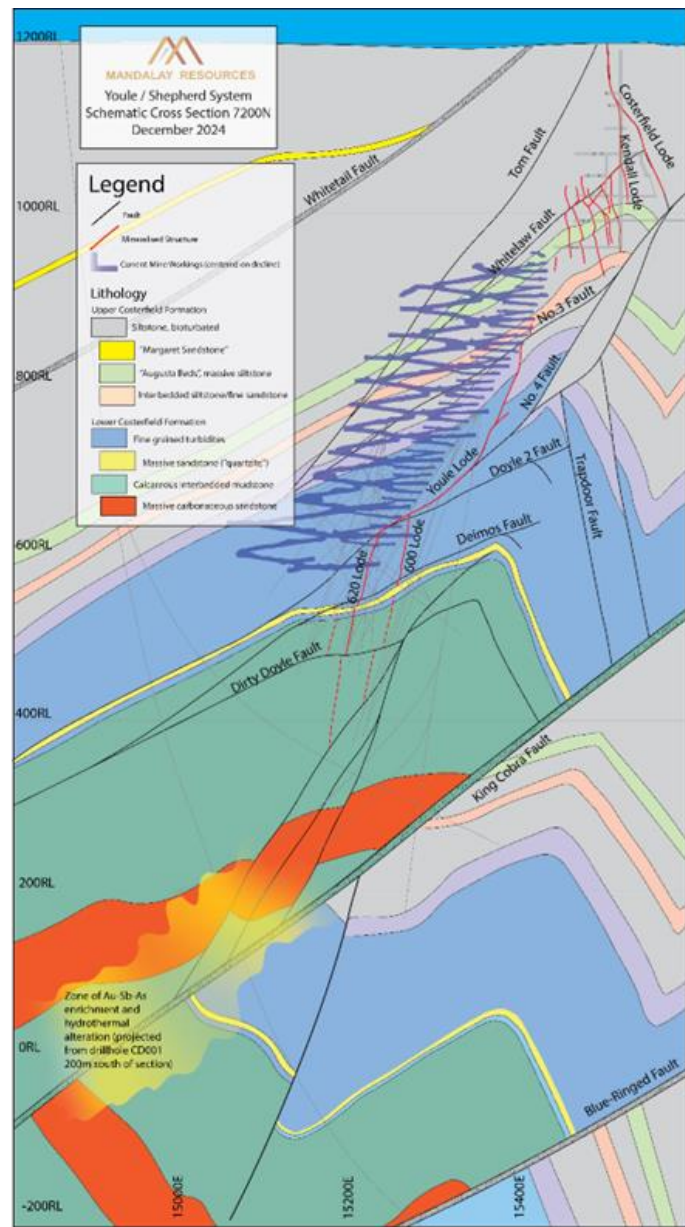 1200RL
MANDALAY RESOURCES
Youle / Shepherd System
Schematic Cross Section 7200N
December 2024
Legend
Fault
Mineralised Structure
Current Mine Workings (centered on decline)
Lithology
Upper Costerfield Formation
Siltstone, bioturbated
"Margaret Sandstone"
"Augusta Beds", massive siltstone
Interbedded siltstone/fine sandstone
Lower Costerfield Formation
Fine grained turbidites
Massive sandstone ("quartzite")
Calcareous interbedded mudstone
Massive carbonaceous sandstone
Whitetail Fault
Tom Fault
Costerfield Lode
Kendall Lode
1000RL
Whitelaw Fault
No.3 Fault
800RL
No. 4 Fault
Youle Lode
Doyle 2 Fault
Trapdoor Fault
600RL
Deimos Fault
620 Lode
600 Lode
Dirty Doyle Fault
400RL
King Cobra Fault
200RL
Zone of Au-Sb-As
enrichment and
hydrothermal
alteration (projected
from drillhole CD001
200m south of section)
0RL
Blue-Ringed Fault
-200RL
15000E
15200E
15400E